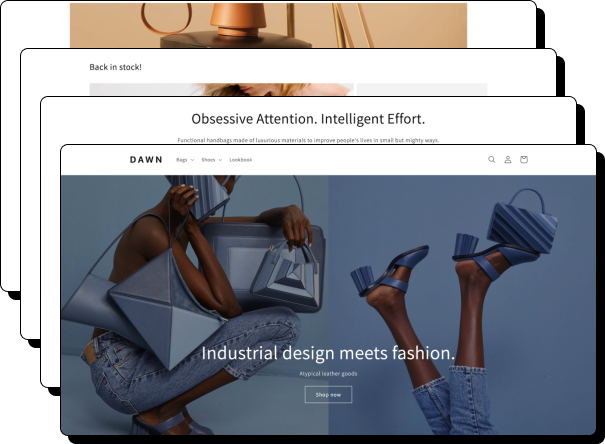 Back in stock!
Obsessive Attention. Intelligent Effort.
Functional handbags made of luxurious materials to improve people's lives in small but mighty ways.
DAWN Bags Shoes Lookbook
Industrial design meets fashion.
Atypical leather goods
Shop now